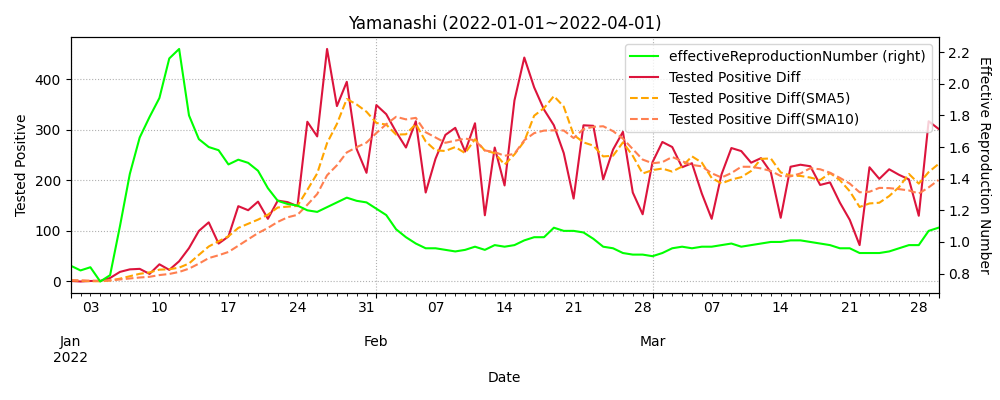 Yamanashi (2022-01-01~2022-04-01)
effectiveReproductionNumber (right)
Tested Positive Diff
Tested Positive Diff(SMA5)
Tested Positive Diff(SMA10)
Tested Positive
400
300
200
100
0
2.2
2.0
1.8
1.6
1.4
1.2
1.0
0.8
Effective Reproduction Number
03 10 17 24 31 07 14 21 28 07 14 21 28
Jan Feb Mar
2022
Date